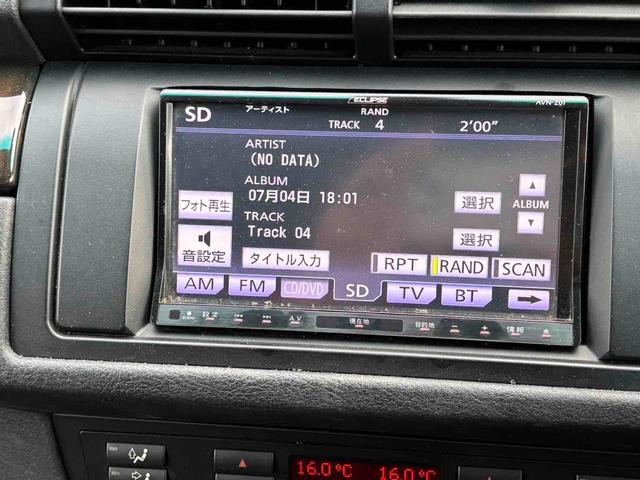 ECLIPSE AVN-Z01
SD アーティスト RAND
TRACK 4 2'00"
ARTIST
(NO DATA)
ALBUM
07月04日 18:01
フォト再生 選択 ALBUM
TRACK
Track 04 選択
音設定 タイトル入力 RPT RAND SCAN
AM FM CD/DVD SD TV BT
設定 AV 現在地 目的地 − + 情報
16.0°C 16.0°C